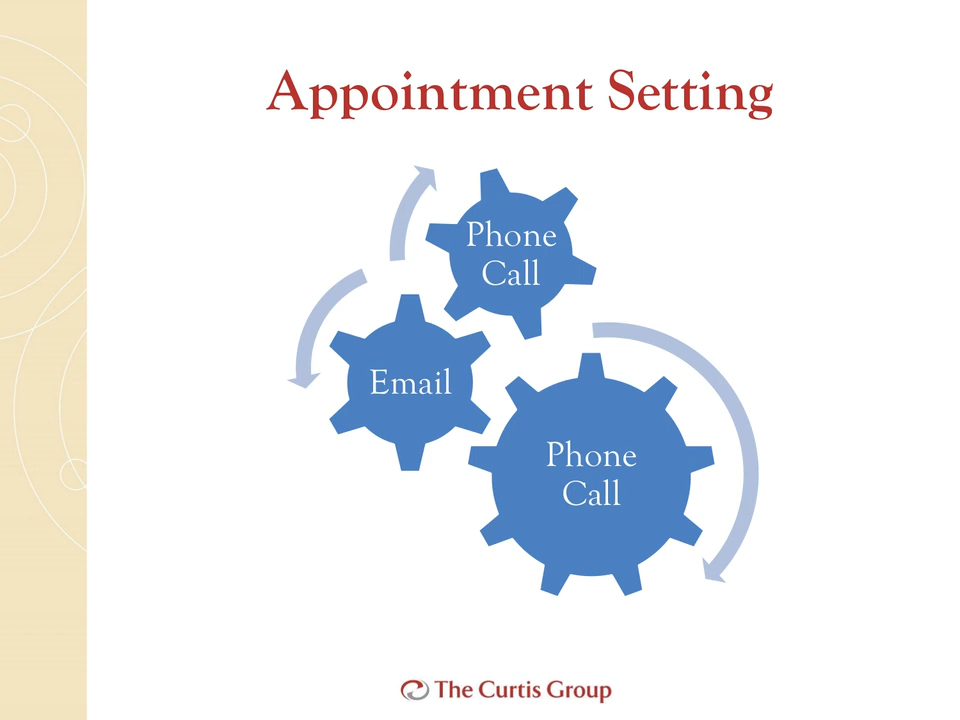 Appointment Setting
Phone
Call
Email
Phone
Call
The Curtis Group